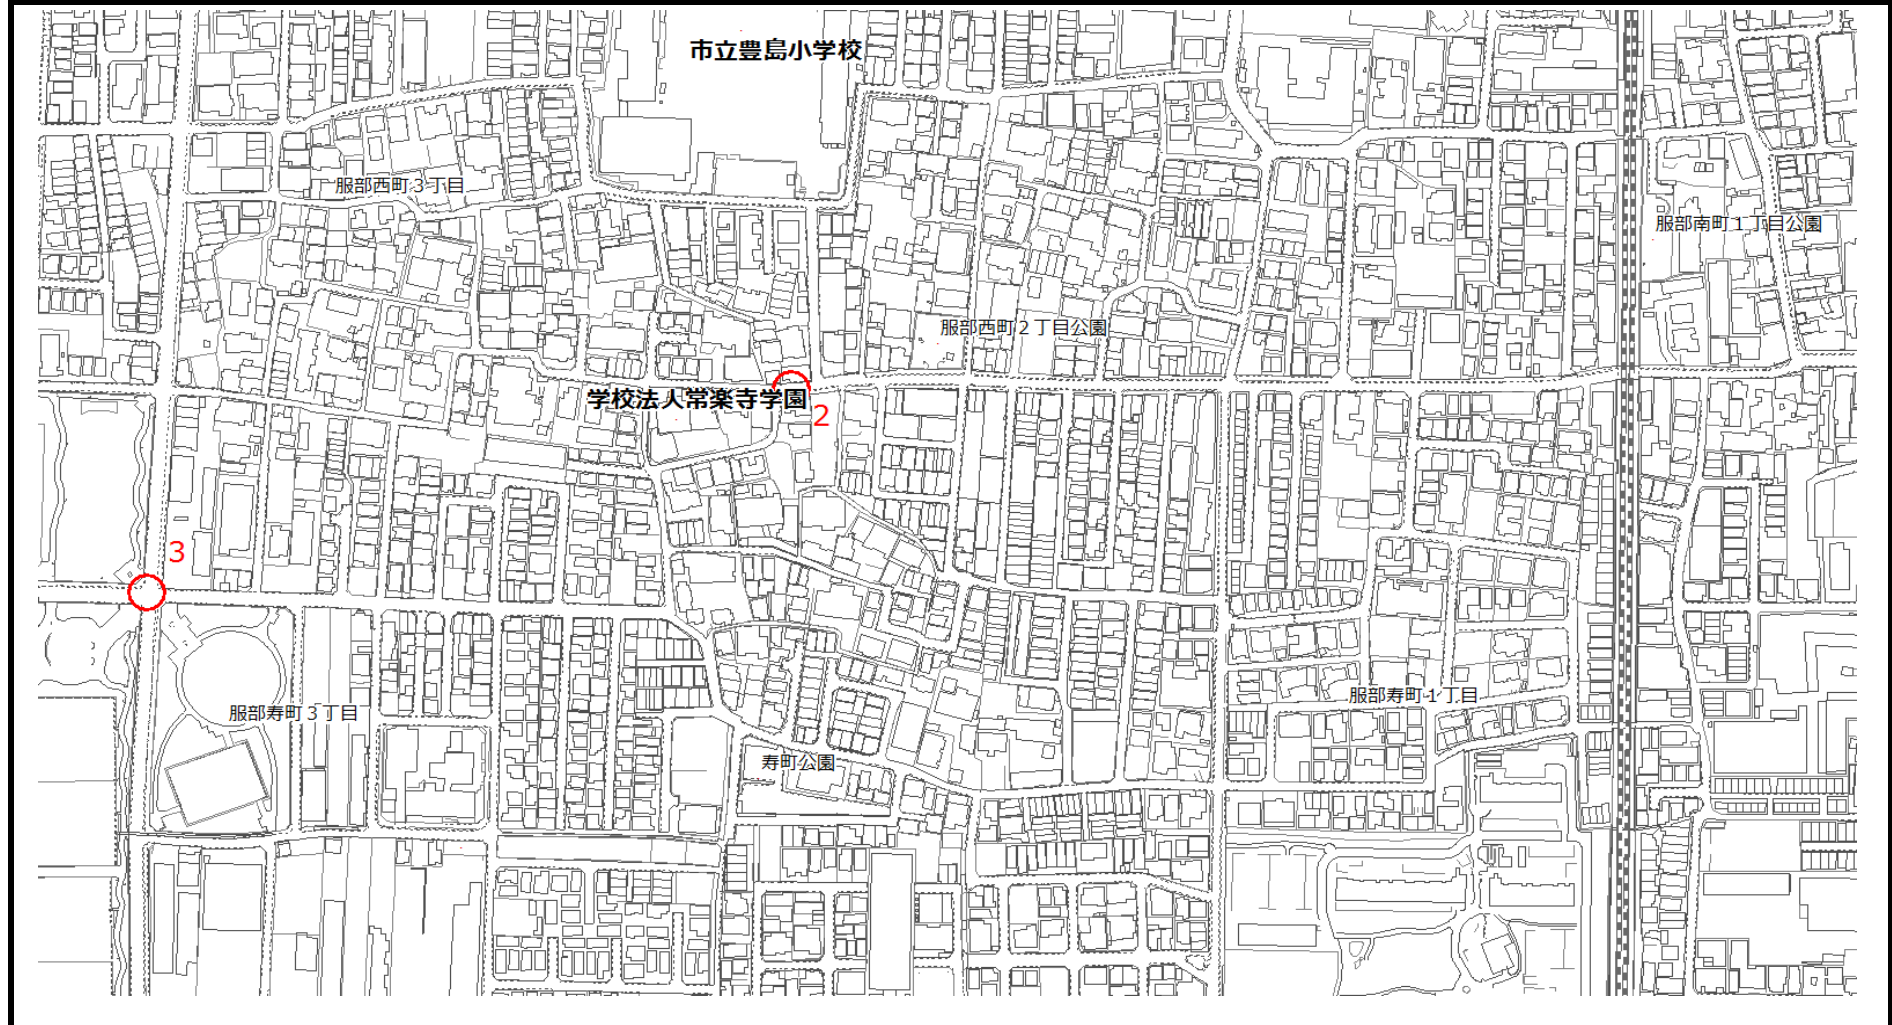 市立豊島小学校
服部西町３丁目
服部南町１丁目公園
服部西町２丁目公園
学校法人常楽寺学園
2
3
服部寿町１丁目
服部寿町３丁目
寿町公園